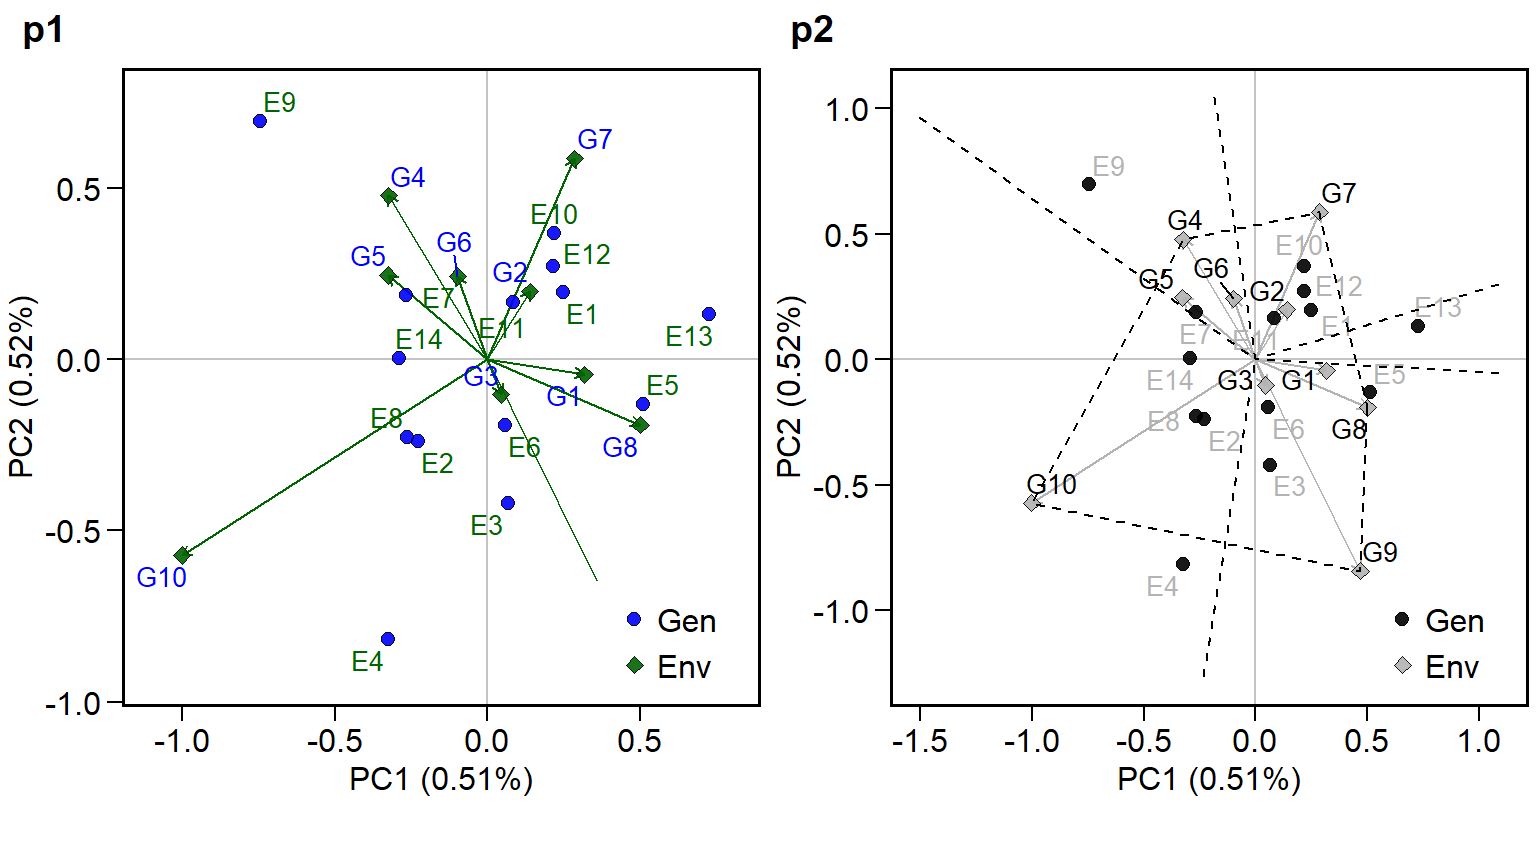 p1
E9
G7
G4
0.5
E10
G6
G5
E12
G2
E7
E1
E11
E13
E14
0.0
G3
E5
G1
E8
G8
E6
E2
E3
-0.5
G10
Gen
E4
Env
-1.0
-1.0 -0.5 0.0 0.5
PC1 (0.51%)
PC2 (0.52%)
p2
1.0
E9
G7
G4
0.5
E10
G6
G5
G2
E12
E13
E7
E11
E1
0.0
E14
G3
G1
E5
E8
E2
E6
G8
-0.5
G10
E3
G9
E4
-1.0
Gen
Env
-1.5 -1.0 -0.5 0.0 0.5 1.0
PC1 (0.51%)
PC2 (0.52%)